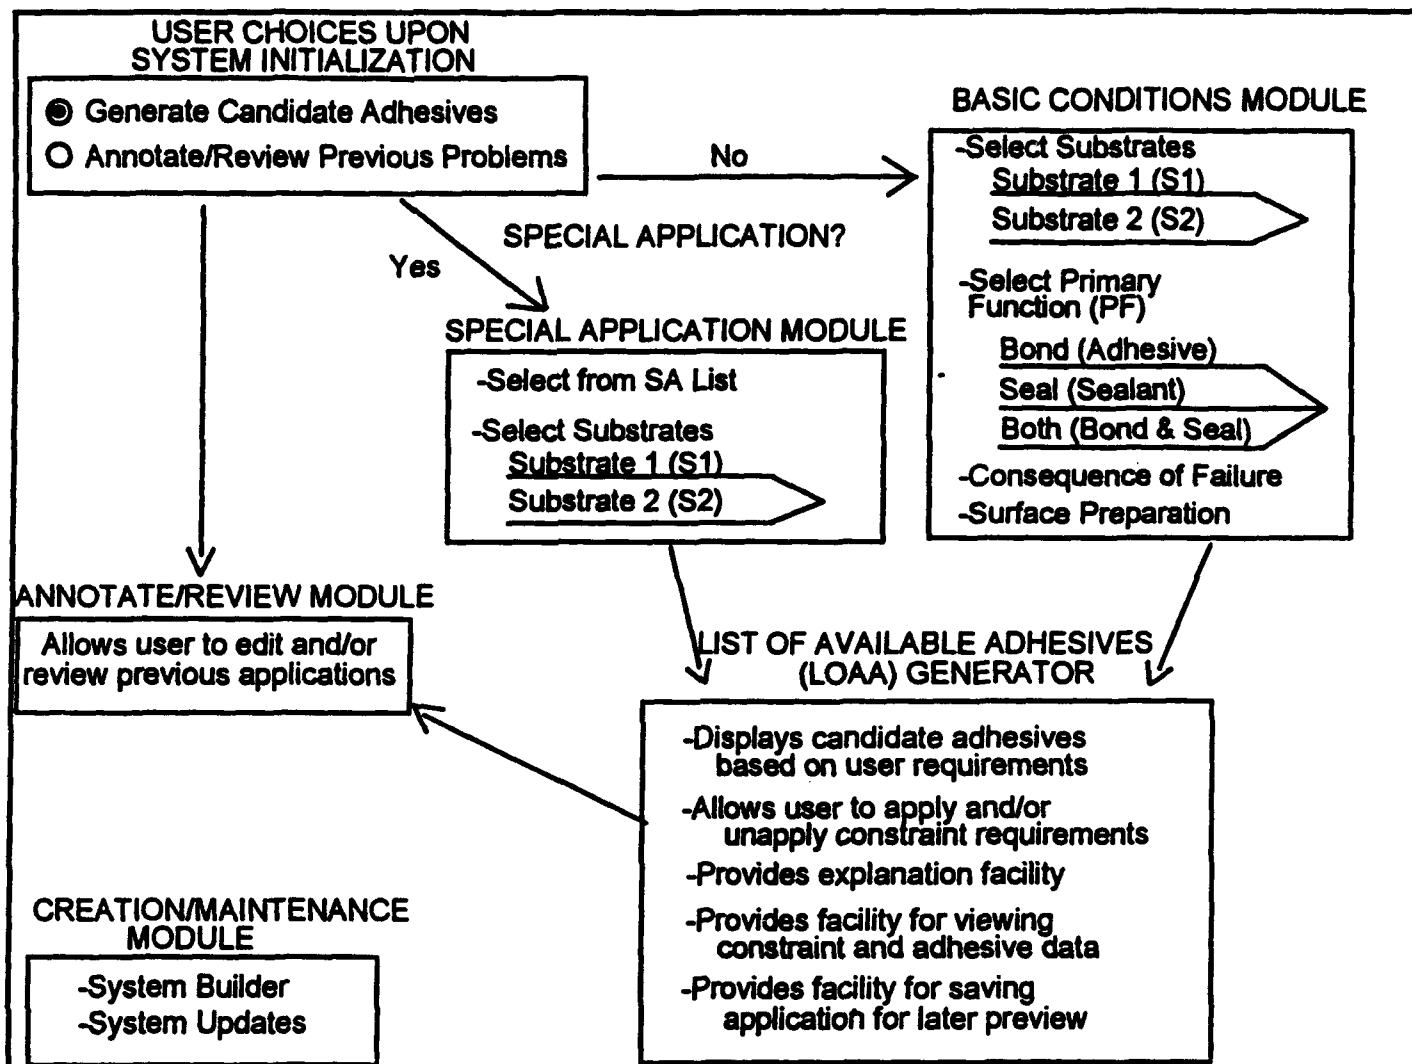 USER CHOICES UPON
SYSTEM INITIALIZATION
Generate Candidate Adhesives
Annotate/Review Previous Problems
No
SPECIAL APPLICATION?
Yes
BASIC CONDITIONS MODULE
-Select Substrates
Substrate 1 (S1)
Substrate 2 (S2)
-Select Primary
Function (PF)
Bond (Adhesive)
Seal (Sealant)
Both (Bond & Seal)
-Consequence of Failure
-Surface Preparation
SPECIAL APPLICATION MODULE
-Select from SA List
-Select Substrates
Substrate 1 (S1)
Substrate 2 (S2)
ANNOTATE/REVIEW MODULE
Allows user to edit and/or
review previous applications
LIST OF AVAILABLE ADHESIVES
(LOAA) GENERATOR
-Displays candidate adhesives
based on user requirements
-Allows user to apply and/or
unapply constraint requirements
-Provides explanation facility
-Provides facility for viewing
constraint and adhesive data
-Provides facility for saving
application for later preview
CREATION/MAINTENANCE
MODULE
-System Builder
-System Updates